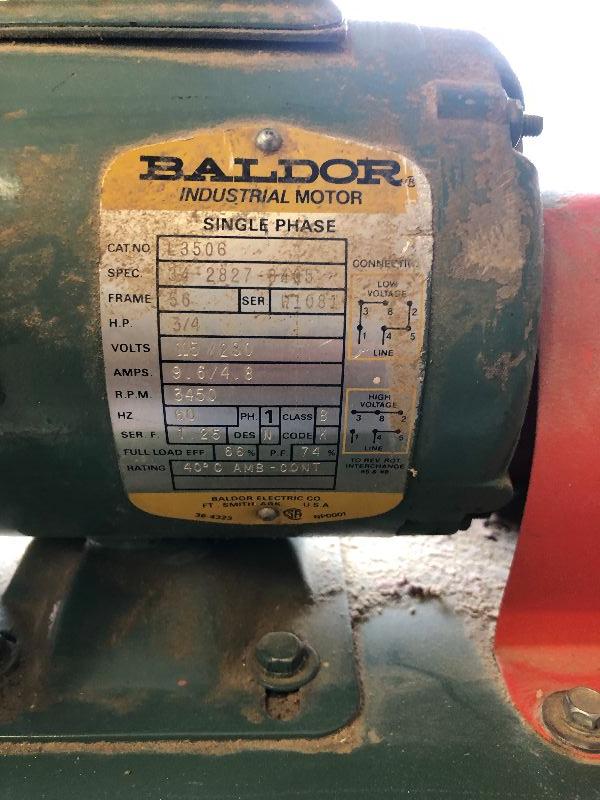 BALDOR®
INDUSTRIAL MOTOR
SINGLE PHASE
CAT NO L3506
SPEC. 34-2827-
FRAME 56 SER.
H.P. 3/4
VOLTS 115/230
AMPS. 9.6/4.8
R.P.M. 3450
HZ 60 PH. 1 CLASS B
SER. F. 1.25 DES N CODE K
FULL LOAD EFF 66 % P.F 74 %
RATING 40°C AMB-CONT
LOW
VOLTAGE
3 8 2
1 4 5
LINE
HIGH
VOLTAGE
3 8 2
1 4 5
LINE
TO REV. ROT.
INTERCHANGE
BALDOR ELECTRIC CO.
FT. SMITH, ARK. U.S.A
NP0001